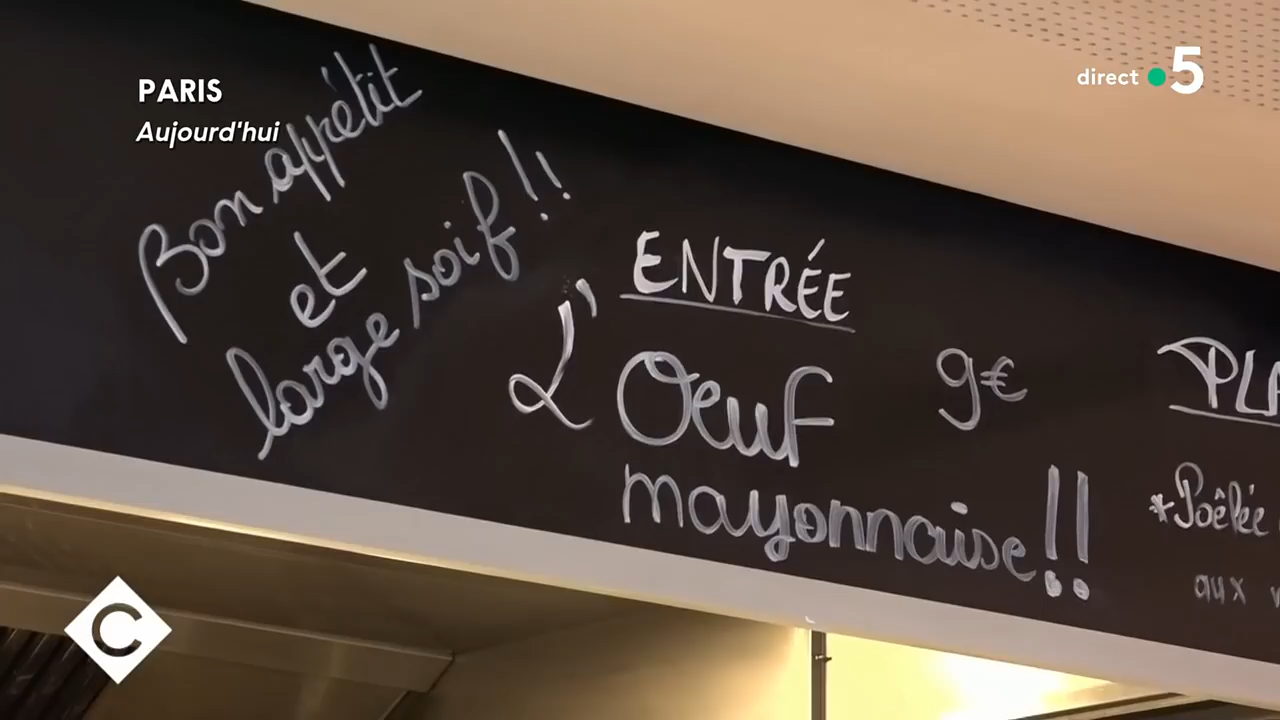 PARIS
Aujourd'hui
direct 5
Bon appétit
et
large soif!!
ENTRÉE
L'Oeuf 9€
mayonnaise!!
*Poêlée
aux
C